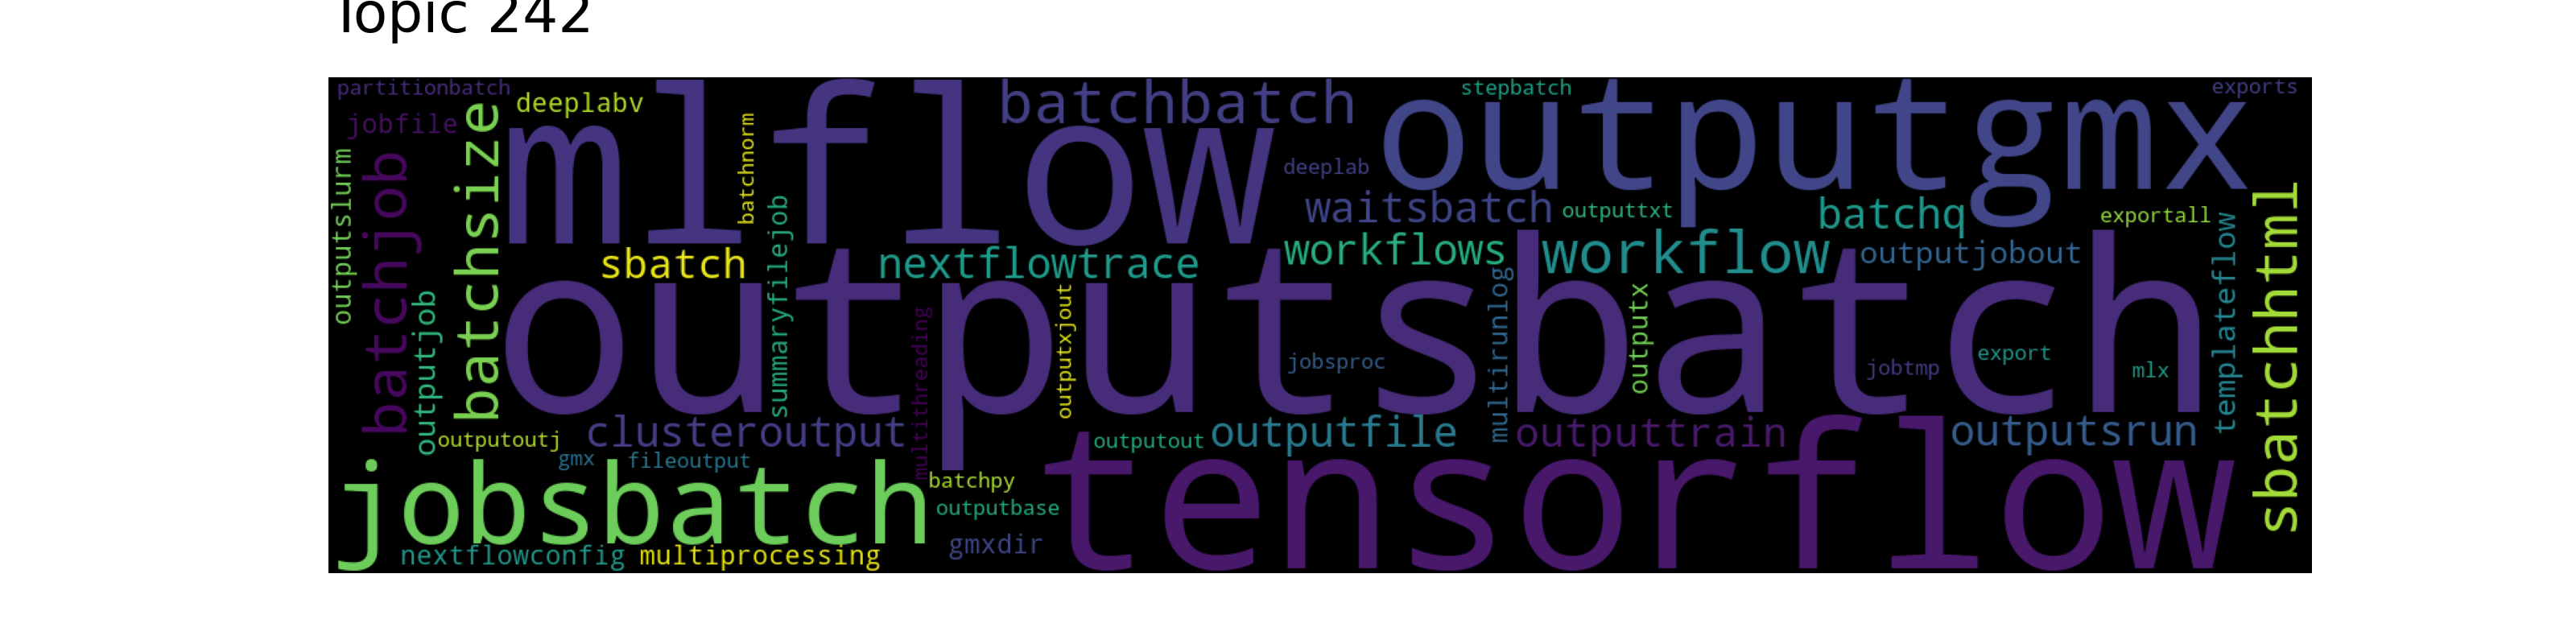 Topic 242
partitionbatch
deeplabv
mlflow
batchbatch
stepbatch
outputgmx
exports
jobfile
batchnorm
deeplab
outputslurm
batchjob
batchsize
waitsbatch
outputtxt
batchq
exportall
sbatch
summaryfilejob
nextflowtrace
workflows
workflow
outputjobout
templateflow
sbatchhtml
outputjob
outputsbatch
multithreading
outputxjout
jobsproc
multirunlog
outputx
jobtmp
export
mlx
outputoutj
clusteroutput
outputout
outputfile
outputtrain
outputsrun
gmx
fileoutput
jobsbatch
batchpy
outputbase
tensorflow
nextflowconfig
multiprocessing
gmxdir